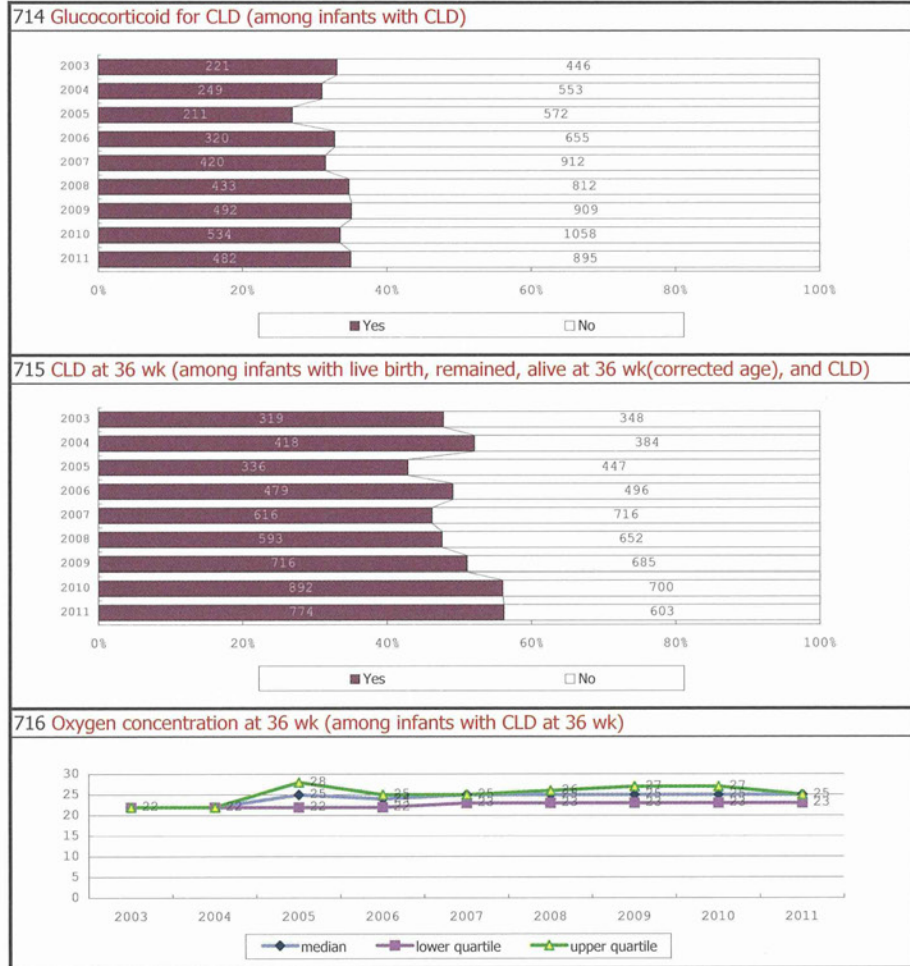 714 Glucocorticoid for CLD (among infants with CLD)
2003 221 446
2004 249 553
2005 211 572
2006 320 655
2007 420 912
2008 433 812
2009 492 909
2010 534 1058
2011 482 895
0% 20% 40% 60% 80% 100%
Yes No
715 CLD at 36 wk (among infants with live birth, remained, alive at 36 wk(corrected age), and CLD)
2003 319 348
2004 418 384
2005 336 447
2006 479 496
2007 616 716
2008 593 652
2009 716 685
2010 892 700
2011 774 603
0% 20% 40% 60% 80% 100%
Yes No
716 Oxygen concentration at 36 wk (among infants with CLD at 36 wk)
30
28
26 27 27
25 25 25 25 25
22 22 22 22 23 23 23 23 23
20
15
10
5
0
2003 2004 2005 2006 2007 2008 2009 2010 2011
median lower quartile upper quartile